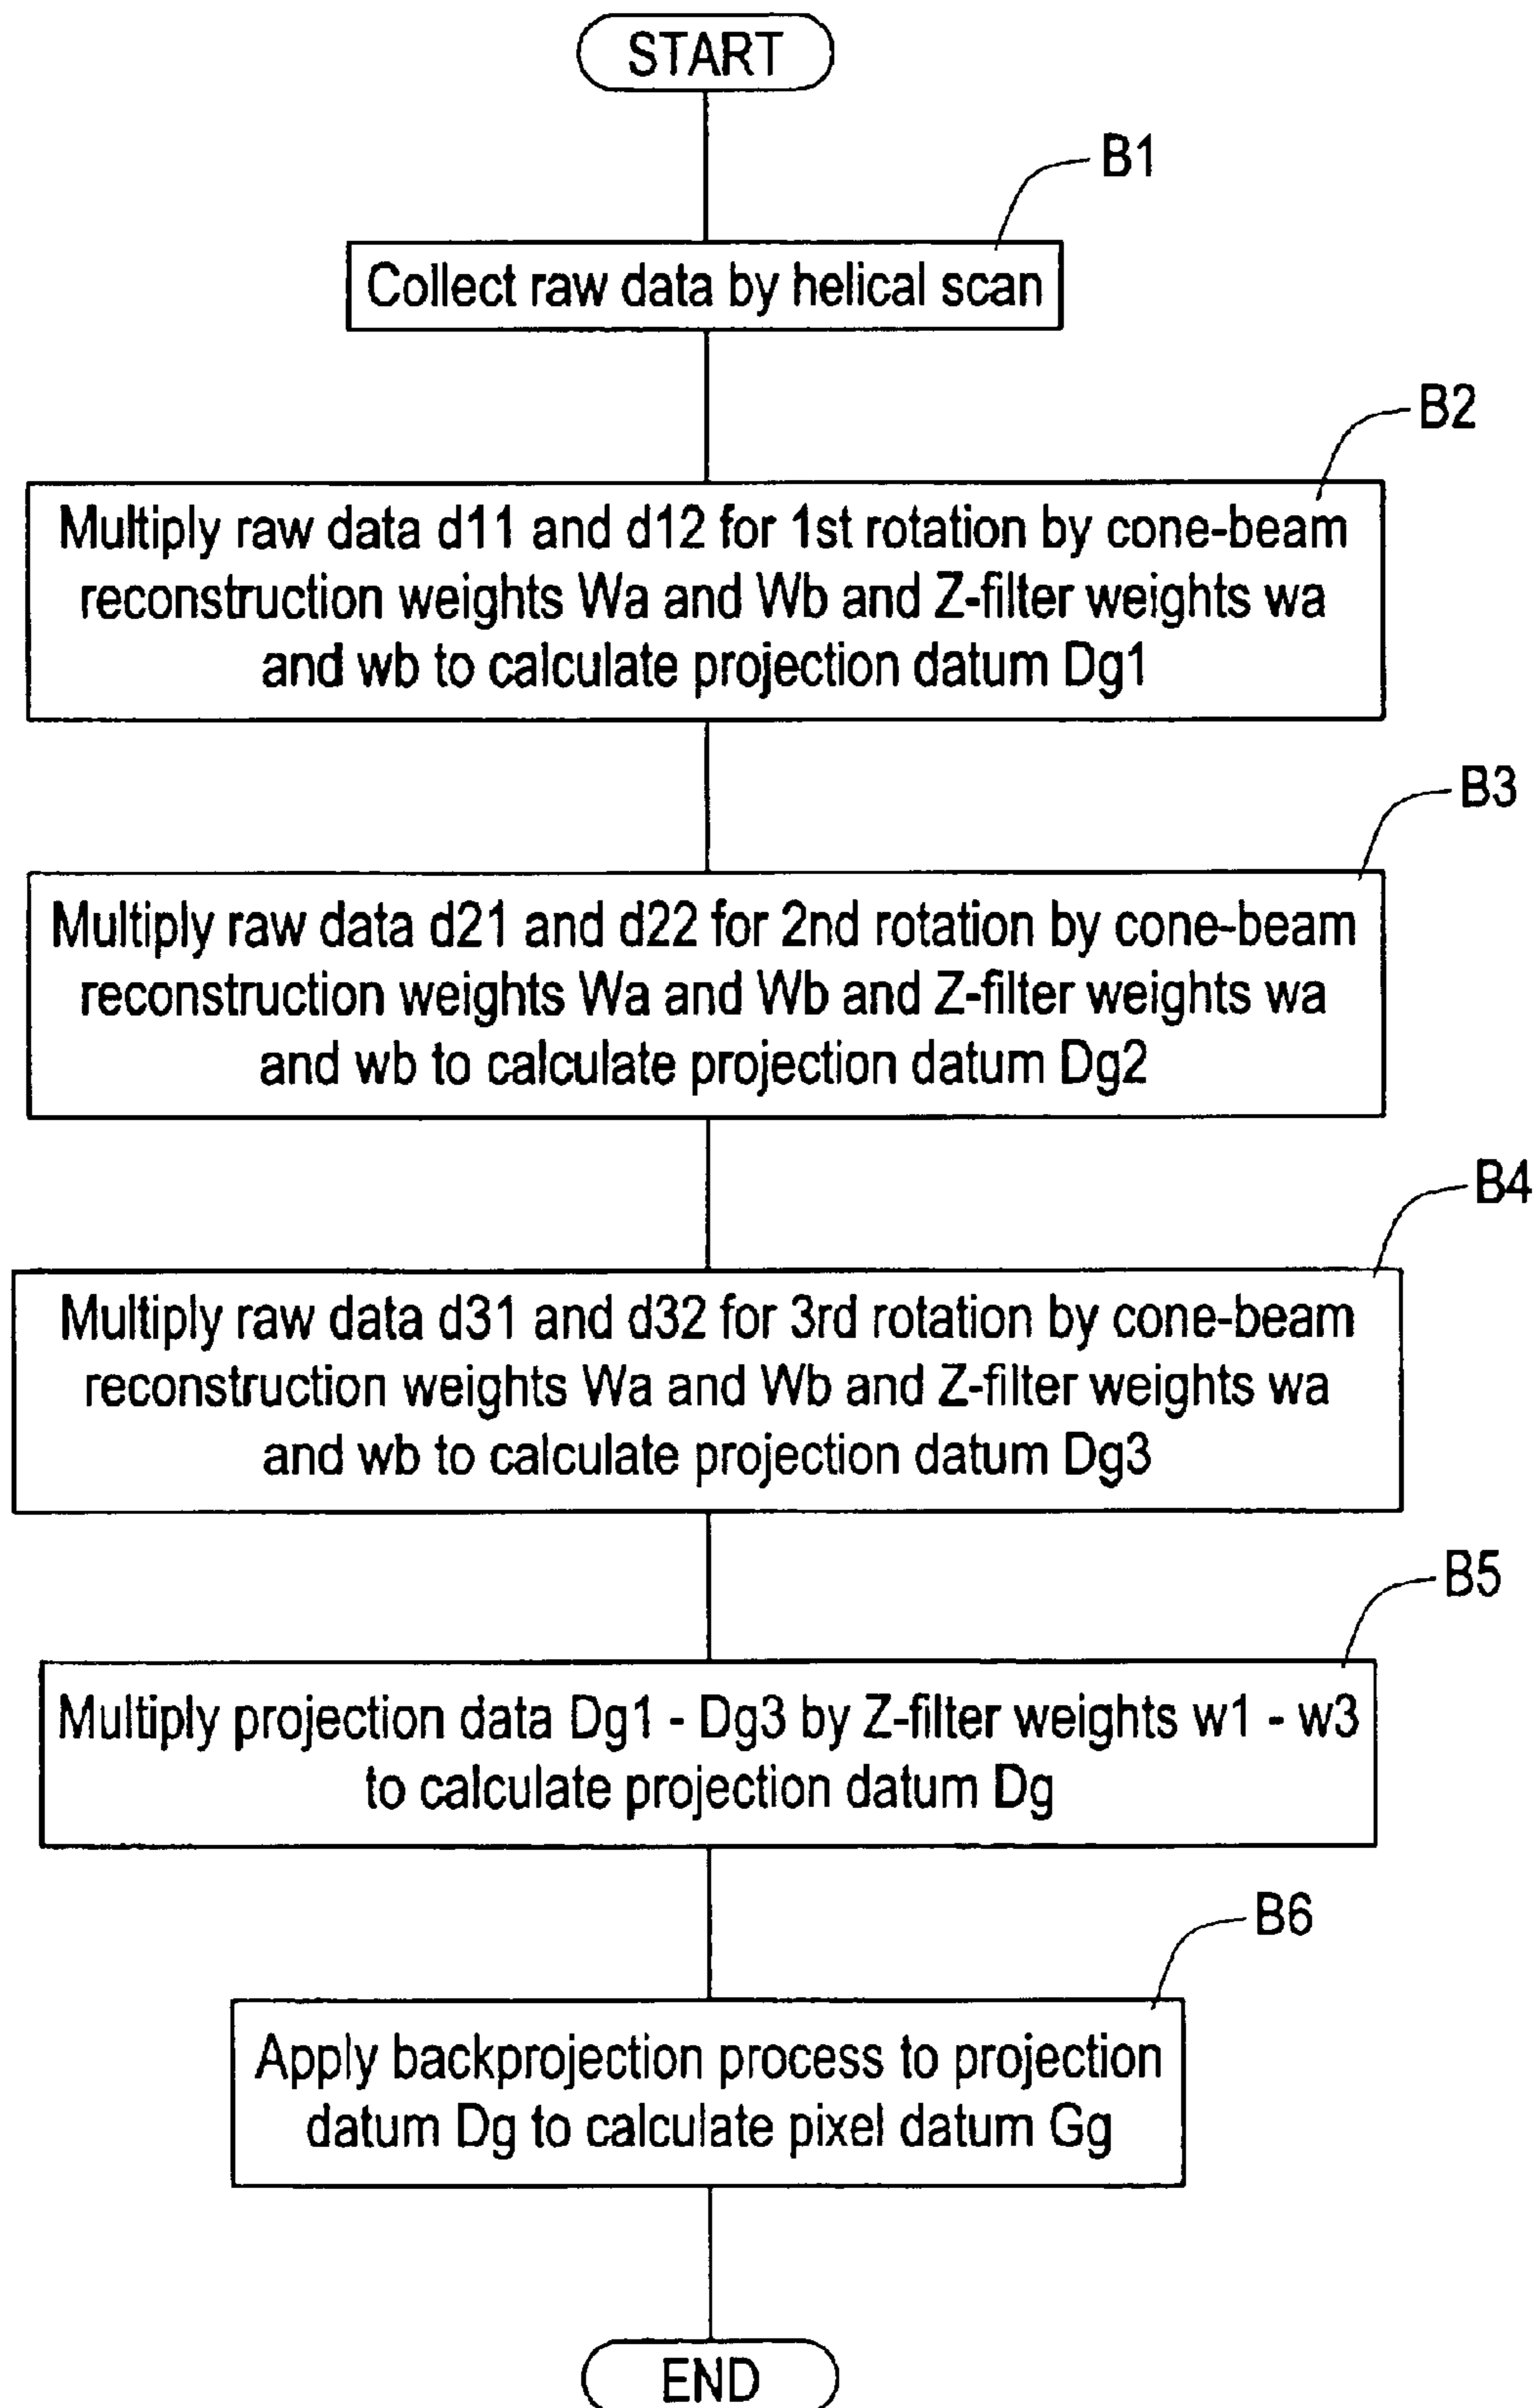 START
B1
Collect raw data by helical scan
B2
Multiply raw data d11 and d12 for 1st rotation by cone-beam
reconstruction weights Wa and Wb and Z-filter weights wa
and wb to calculate projection datum Dg1
B3
Multiply raw data d21 and d22 for 2nd rotation by cone-beam
reconstruction weights Wa and Wb and Z-filter weights wa
and wb to calculate projection datum Dg2
B4
Multiply raw data d31 and d32 for 3rd rotation by cone-beam
reconstruction weights Wa and Wb and Z-filter weights wa
and wb to calculate projection datum Dg3
B5
Multiply projection data Dg1 - Dg3 by Z-filter weights w1 - w3
to calculate projection datum Dg
B6
Apply backprojection process to projection
datum Dg to calculate pixel datum Gg
END